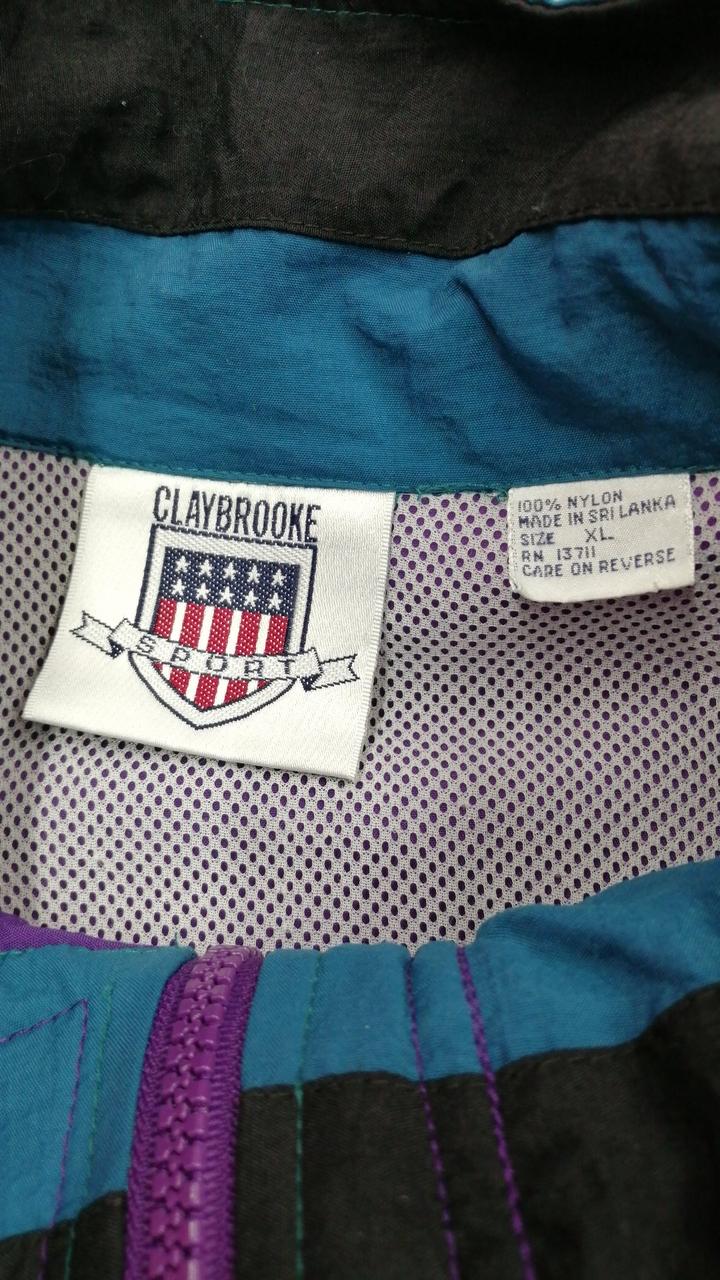 CLAYBROOKE
SPORT
100% NYLON
MADE IN SRI LANKA
SIZE XL
RN 13711
CARE ON REVERSE